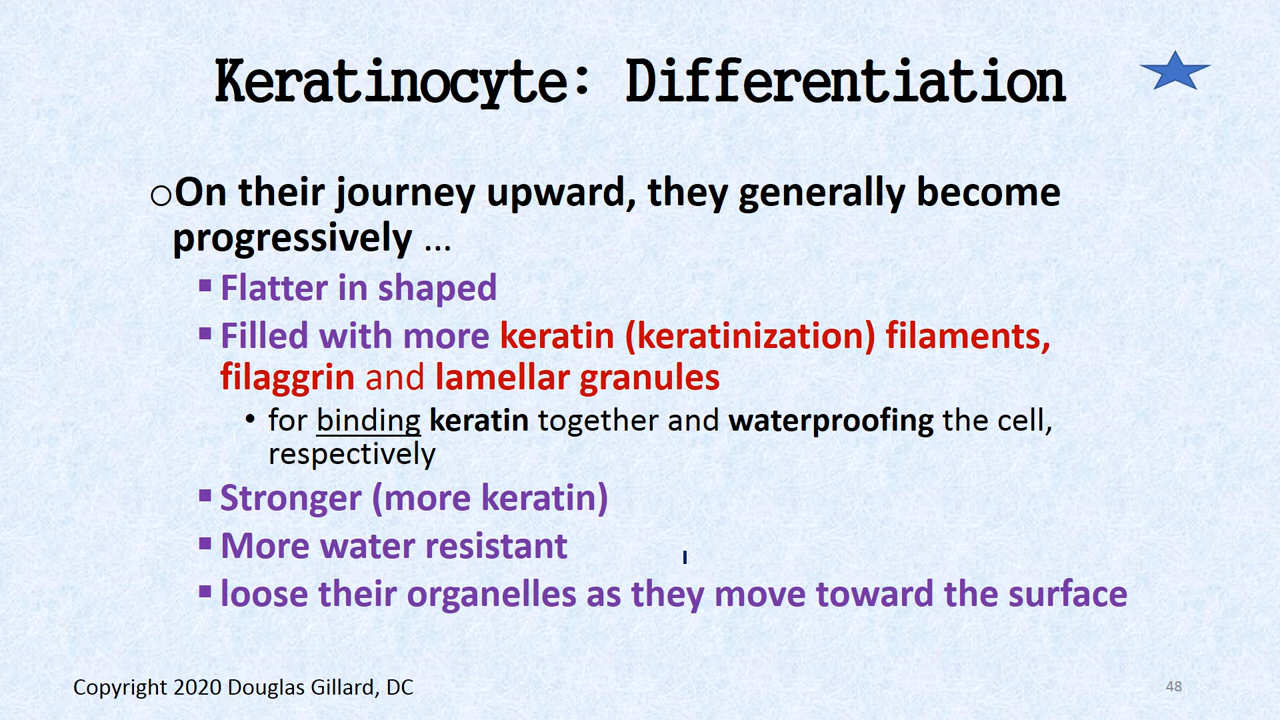 Keratinocyte: Differentiation
○On their journey upward, they generally become
progressively ...
▪Flatter in shaped
▪Filled with more keratin (keratinization) filaments,
filaggrin and lamellar granules
• for binding keratin together and waterproofing the cell,
respectively
▪Stronger (more keratin)
▪More water resistant
▪loose their organelles as they move toward the surface
Copyright 2020 Douglas Gillard, DC
48